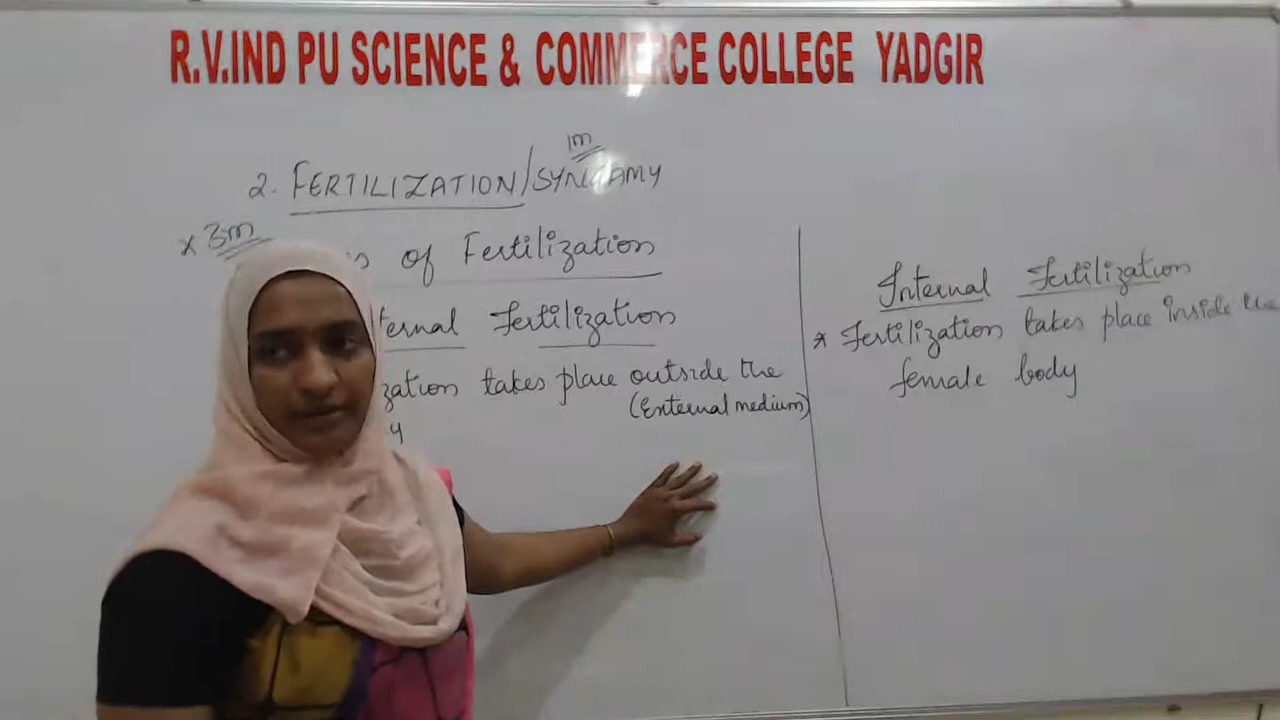 R.V.IND PU SCIENCE & COMMERCE COLLEGE YADGIR
1m
2. FERTILIZATION/SYNGAMY
* 3m
of Fertilization
ternal Fertilization
zation takes place outside the
(External medium)
y
Internal Fertilization
* Fertilization takes place inside the
female body